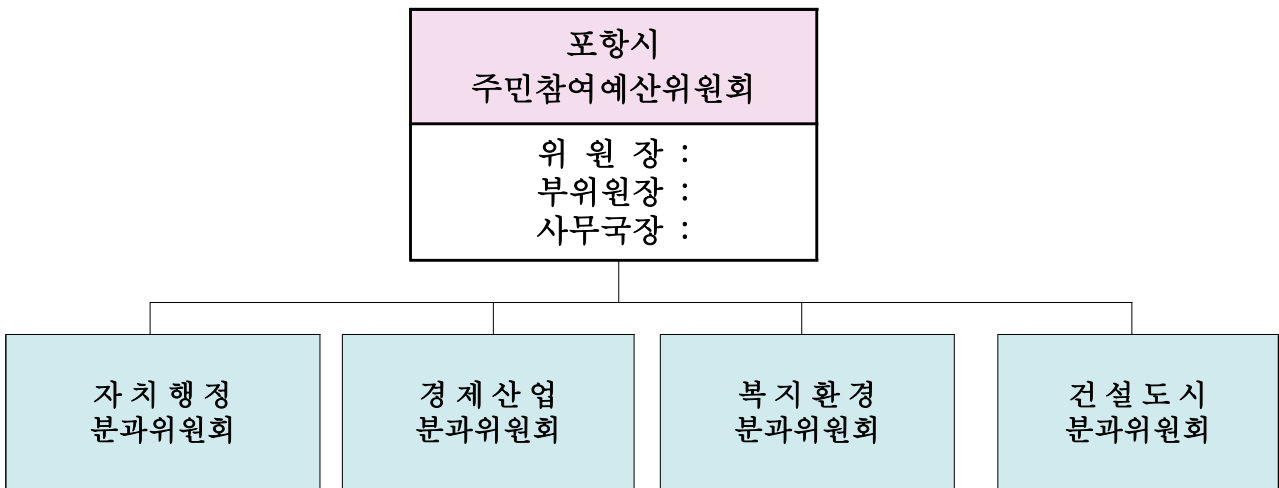 포항시
주민참여예산위원회
위 원 장 :
부위원장 :
사무국장 :
자 치 행 정
분과위원회
경 제 산 업
분과위원회
복 지 환 경
분과위원회
건 설 도 시
분과위원회